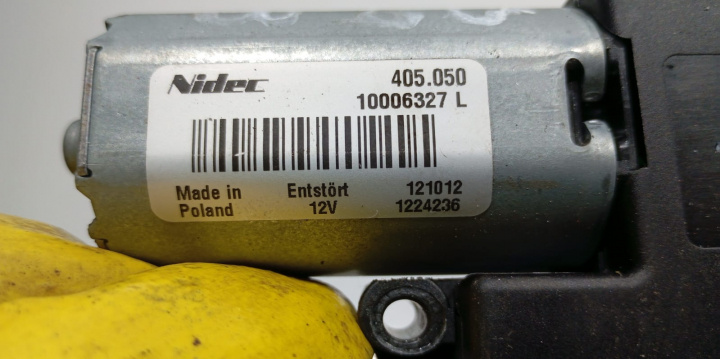 Nidec 405.050
10006327 L
Made in Entstört 121012
Poland 12V 1224236